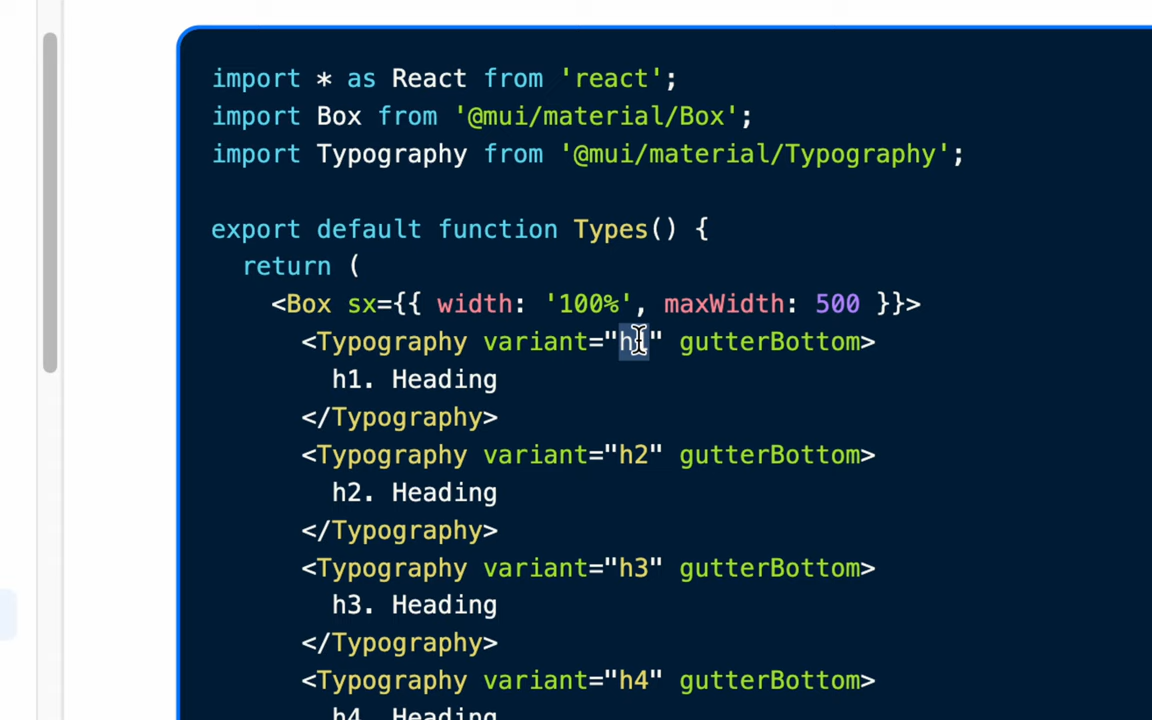 import * as React from 'react';
import Box from '@mui/material/Box';
import Typography from '@mui/material/Typography';
export default function Types() {
return (
<Box sx={{ width: '100%', maxWidth: 500 }}>
<Typography variant="h1" gutterBottom>
h1. Heading
</Typography>
<Typography variant="h2" gutterBottom>
h2. Heading
</Typography>
<Typography variant="h3" gutterBottom>
h3. Heading
</Typography>
<Typography variant="h4" gutterBottom>
h4. Heading